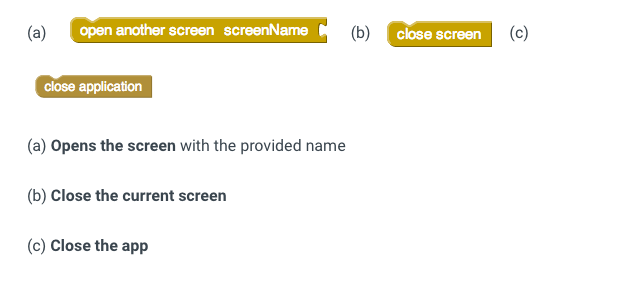 (a) open another screen screenName (b) close screen (c)
close application
(a) Opens the screen with the provided name
(b) Close the current screen
(c) Close the app